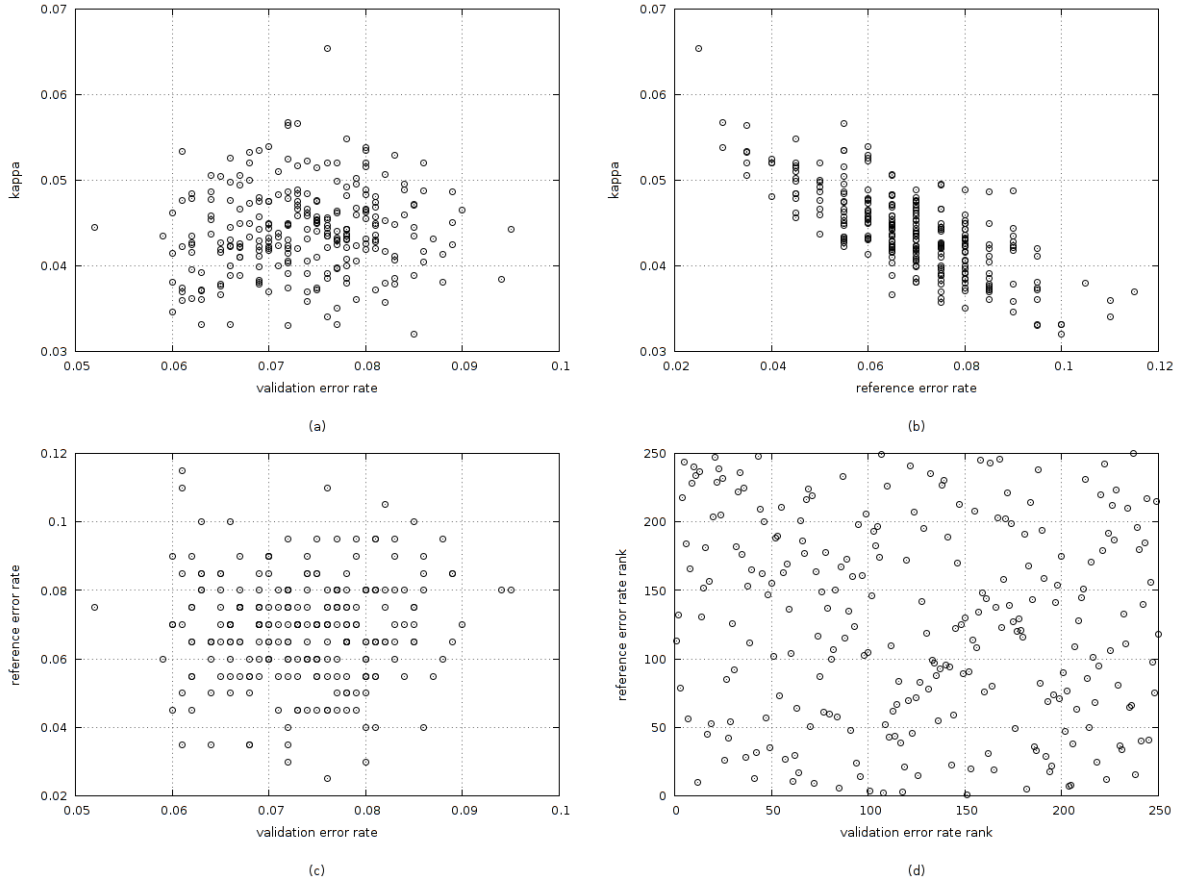 0.07
0.06
0.05
0.04
0.03
kappa
0.05 0.06 0.07 0.08 0.09 0.1
validation error rate
(a)
0.07
0.06
0.05
0.04
0.03
kappa
0.02 0.04 0.06 0.08 0.1 0.12
reference error rate
(b)
0.12
0.1
0.08
0.06
0.04
0.02
reference error rate
0.05 0.06 0.07 0.08 0.09 0.1
validation error rate
(c)
250
200
150
100
50
0
reference error rate rank
0 50 100 150 200 250
validation error rate rank
(d)